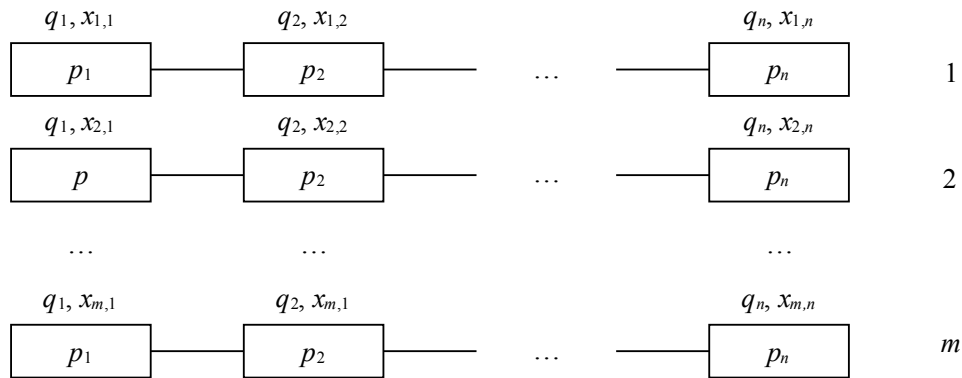 q₁, x₁,₁ q₂, x₁,₂ qₙ, x₁,ₙ
p₁ p₂ … pₙ 1
q₁, x₂,₁ q₂, x₂,₂ qₙ, x₂,ₙ
p p₂ … pₙ 2
… … …
q₁, xₘ,₁ q₂, xₘ,₁ qₙ, xₘ,ₙ
p₁ p₂ … pₙ m